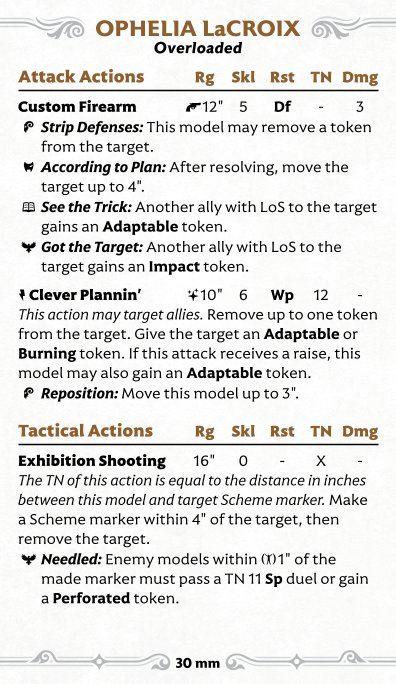 OPHELIA LaCROIX
Overloaded
Attack Actions Rg Skl Rst TN Dmg
Custom Firearm 12" 5 Df - 3
Strip Defenses: This model may remove a token
from the target.
According to Plan: After resolving, move the
target up to 4".
See the Trick: Another ally with LoS to the target
gains an Adaptable token.
Got the Target: Another ally with LoS to the
target gains an Impact token.
Clever Plannin’ 10" 6 Wp 12 -
This action may target allies. Remove up to one token
from the target. Give the target an Adaptable or
Burning token. If this attack receives a raise, this
model may also gain an Adaptable token.
Reposition: Move this model up to 3".
Tactical Actions Rg Skl Rst TN Dmg
Exhibition Shooting 16" 0 - X -
The TN of this action is equal to the distance in inches
between this model and target Scheme marker. Make
a Scheme marker within 4" of the target, then
remove the target.
Needled: Enemy models within 1" of the
made marker must pass a TN 11 Sp duel or gain
a Perforated token.
30 mm